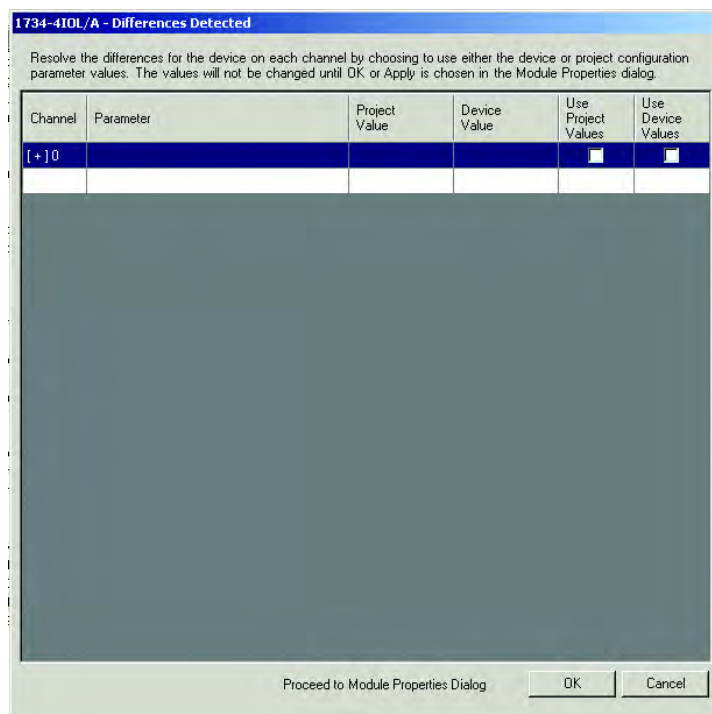 1734-4IOL/A - Differences Detected
Resolve the differences for the device on each channel by choosing to use either the device or project configuration
parameter values. The values will not be changed until OK or Apply is chosen in the Module Properties dialog.
Channel Parameter Project Value Device Value Use Project Values Use Device Values
[+]0
Proceed to Module Properties Dialog OK Cancel